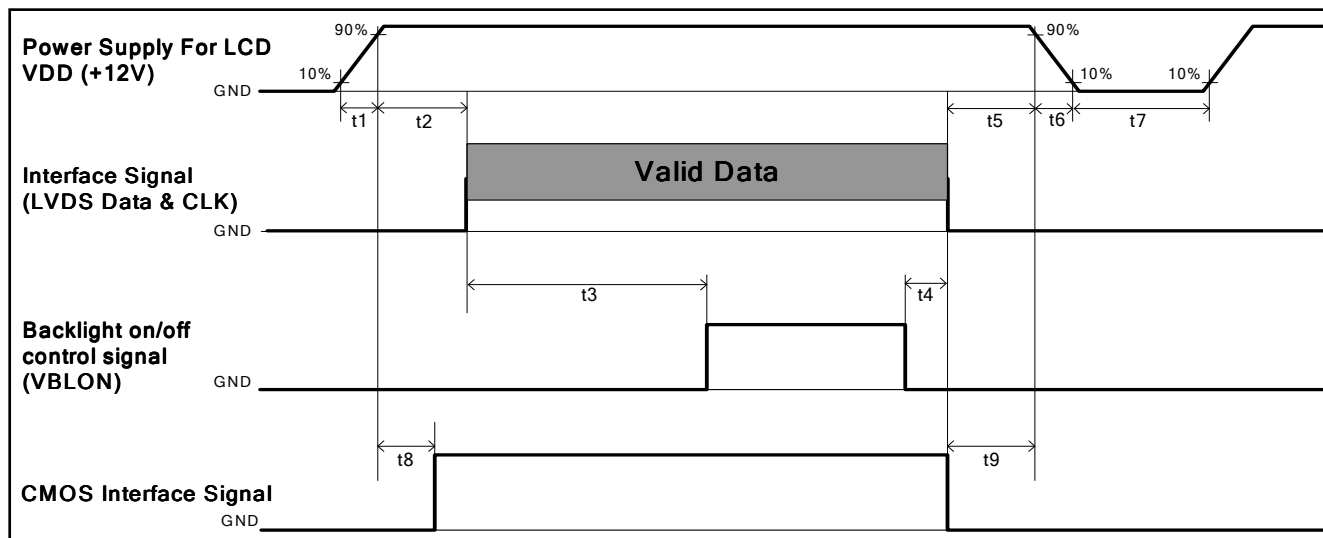 Power Supply For LCD
VDD (+12V)
90%
10%
GND
90%
10%
10%
t1
t2
t5
t6
t7
Interface Signal
(LVDS Data & CLK)
Valid Data
GND
t3
t4
Backlight on/off
control signal
(VBLON)
GND
t8
t9
CMOS Interface Signal
GND